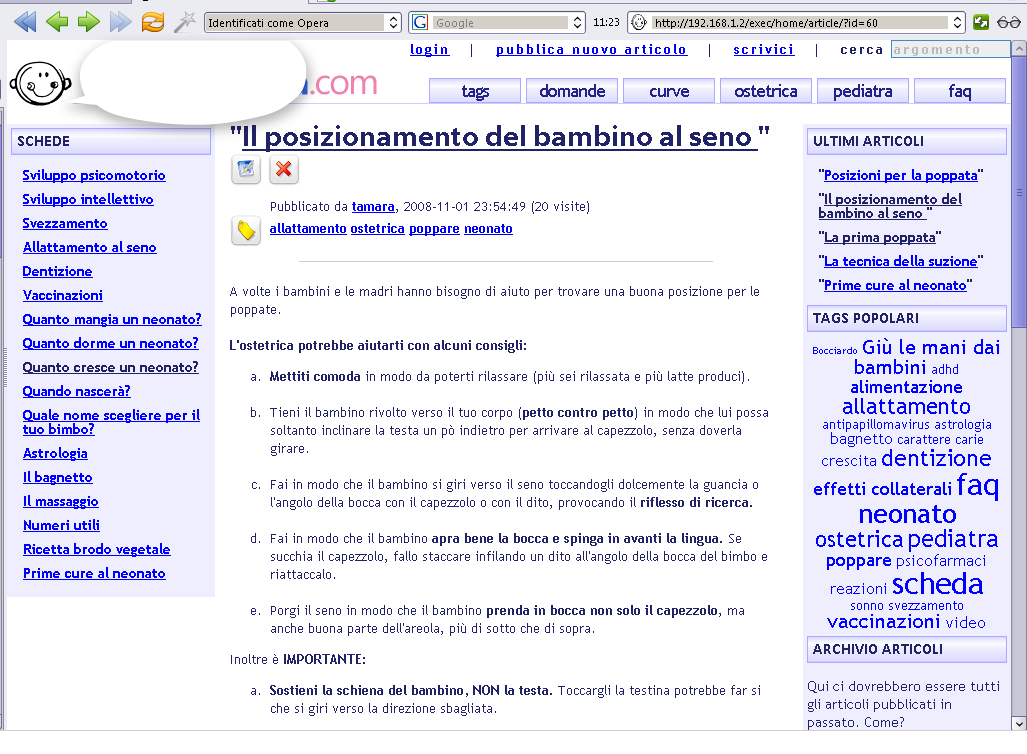 Identificati come Opera
Google
11:23
http://192.168.1.2/exec/home/article/?id=60
login | pubblica nuovo articolo | scrivici | cerca argomento
.com
tags domande curve ostetrica pediatra faq
SCHEDE
Sviluppo psicomotorio
Sviluppo intellettivo
Svezzamento
Allattamento al seno
Dentizione
Vaccinazioni
Quanto mangia un neonato?
Quanto dorme un neonato?
Quanto cresce un neonato?
Quando nascerà?
Quale nome scegliere per il
tuo bimbo?
Astrologia
Il bagnetto
Il massaggio
Numeri utili
Ricetta brodo vegetale
Prime cure al neonato
"Il posizionamento del bambino al seno "
Pubblicato da tamara, 2008-11-01 23:54:49 (20 visite)
allattamento ostetrica poppare neonato
A volte i bambini e le madri hanno bisogno di aiuto per trovare una buona posizione per le
poppate.
L'ostetrica potrebbe aiutarti con alcuni consigli:
a. Mettiti comoda in modo da poterti rilassare (più sei rilassata e più latte produci).
b. Tieni il bambino rivolto verso il tuo corpo (petto contro petto) in modo che lui possa
soltanto inclinare la testa un pò indietro per arrivare al capezzolo, senza doverla
girare.
c. Fai in modo che il bambino si giri verso il seno toccandogli dolcemente la guancia o
l'angolo della bocca con il capezzolo o con il dito, provocando il riflesso di ricerca.
d. Fai in modo che il bambino apra bene la bocca e spinga in avanti la lingua. Se
succhia il capezzolo, fallo staccare infilando un dito all'angolo della bocca del bimbo e
riattaccalo.
e. Porgi il seno in modo che il bambino prenda in bocca non solo il capezzolo, ma
anche buona parte dell'areola, più di sotto che di sopra.
Inoltre è IMPORTANTE:
a. Sostieni la schiena del bambino, NON la testa. Toccargli la testina potrebbe far si
che si giri verso la direzione sbagliata.
ULTIMI ARTICOLI
"Posizioni per la poppata"
"Il posizionamento del
bambino al seno "
"La prima poppata"
"La tecnica della suzione"
"Prime cure al neonato"
TAGS POPOLARI
Bocciardo Giù le mani dai
bambini adhd
alimentazione
allattamento
antipapillomavirus astrologia
bagnetto carattere carie
crescita dentizione
effetti collaterali faq
neonato
ostetrica pediatra
poppare psicofarmaci
reazioni scheda
sonno svezzamento
vaccinazioni video
ARCHIVIO ARTICOLI
Qui ci dovrebbero essere tutti
gli articoli pubblicati in
passato. Come?